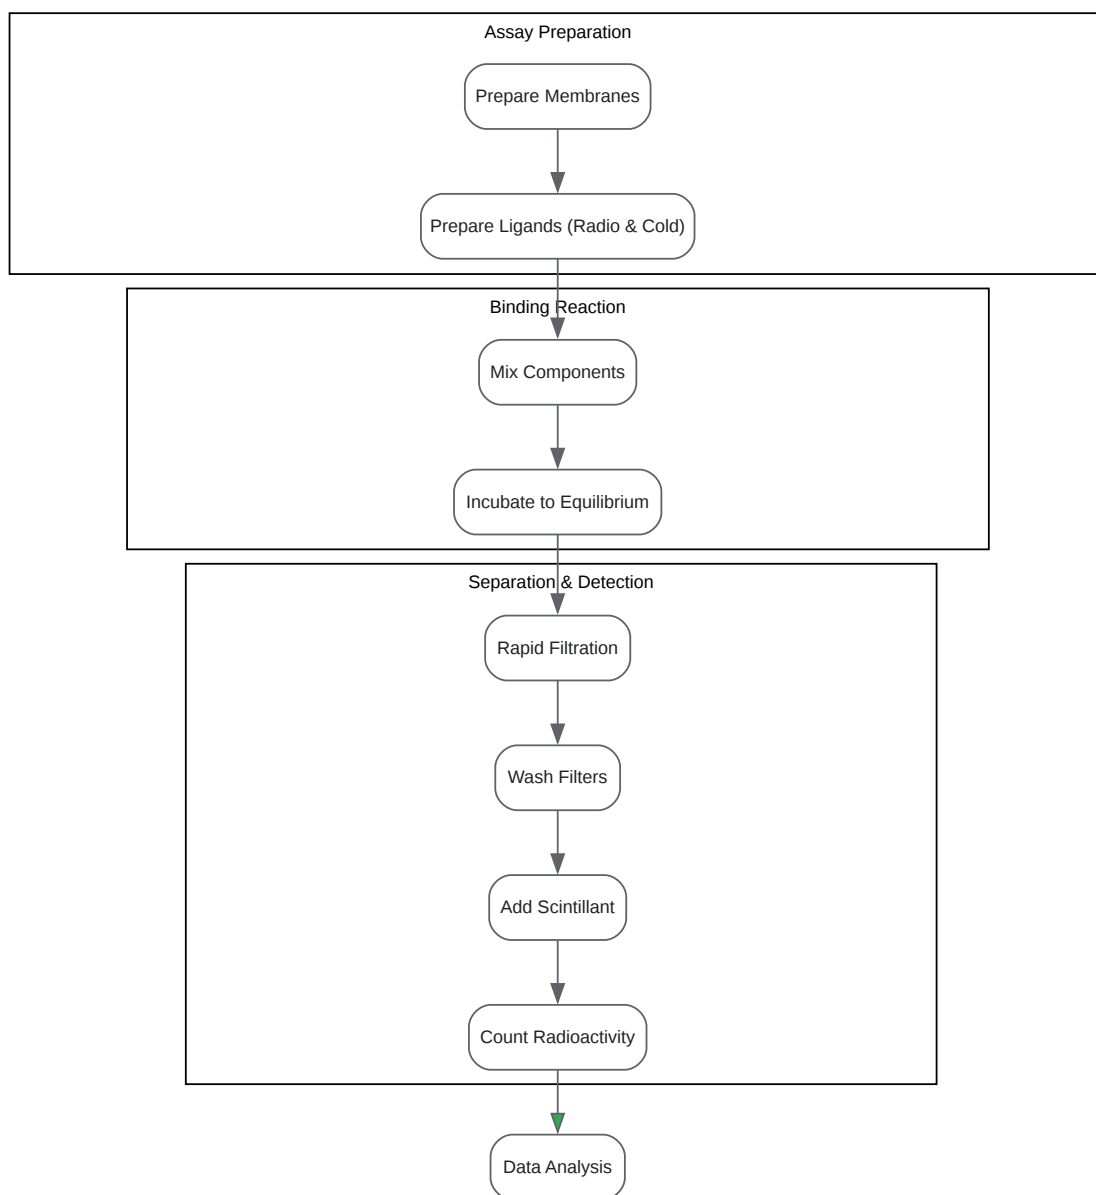 Assay Preparation
Prepare Membranes
Prepare Ligands (Radio & Cold)
Binding Reaction
Mix Components
Incubate to Equilibrium
Separation & Detection
Rapid Filtration
Wash Filters
Add Scintillant
Count Radioactivity
Data Analysis